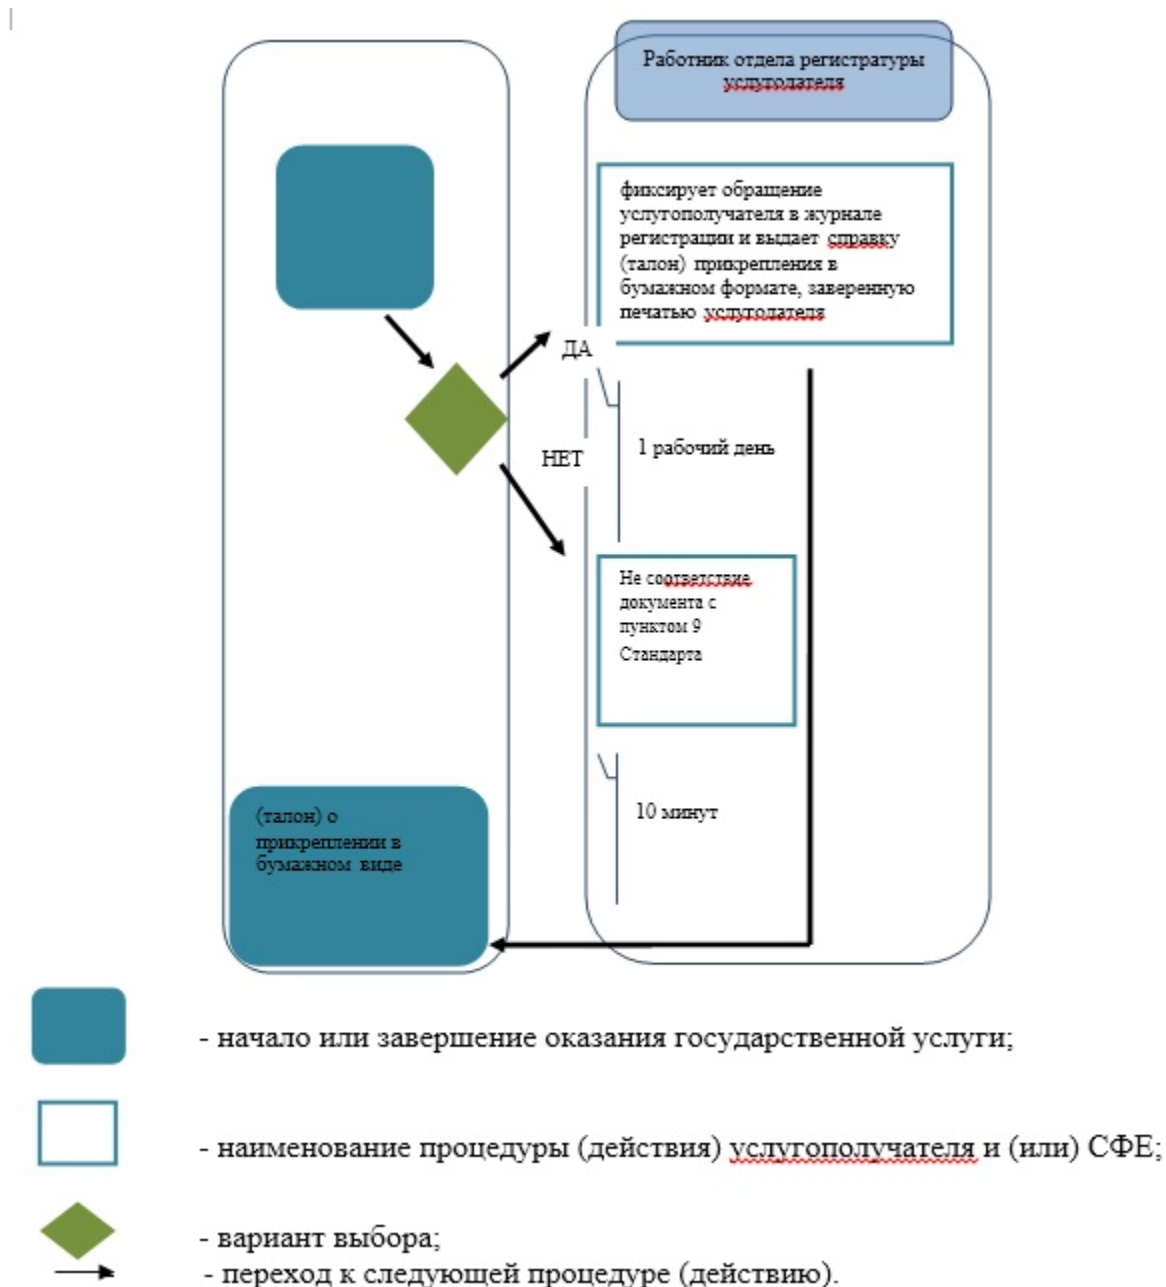 Работник отдела регистратуры
услугодателя
фиксирует обращение
услугополучателя в журнале
регистрации и выдает справку
(талон) прикрепления в
бумажном формате, заверенную
печатью услугодателя
ДА
1 рабочий день
НЕТ
Не соответствие
документа с
пунктом 9
Стандарта
10 минут
(талон) о
прикреплении в
бумажном виде
- начало или завершение оказания государственной услуги;
- наименование процедуры (действия) услугополучателя и (или) СФЕ;
- вариант выбора;
- переход к следующей процедуре (действию).